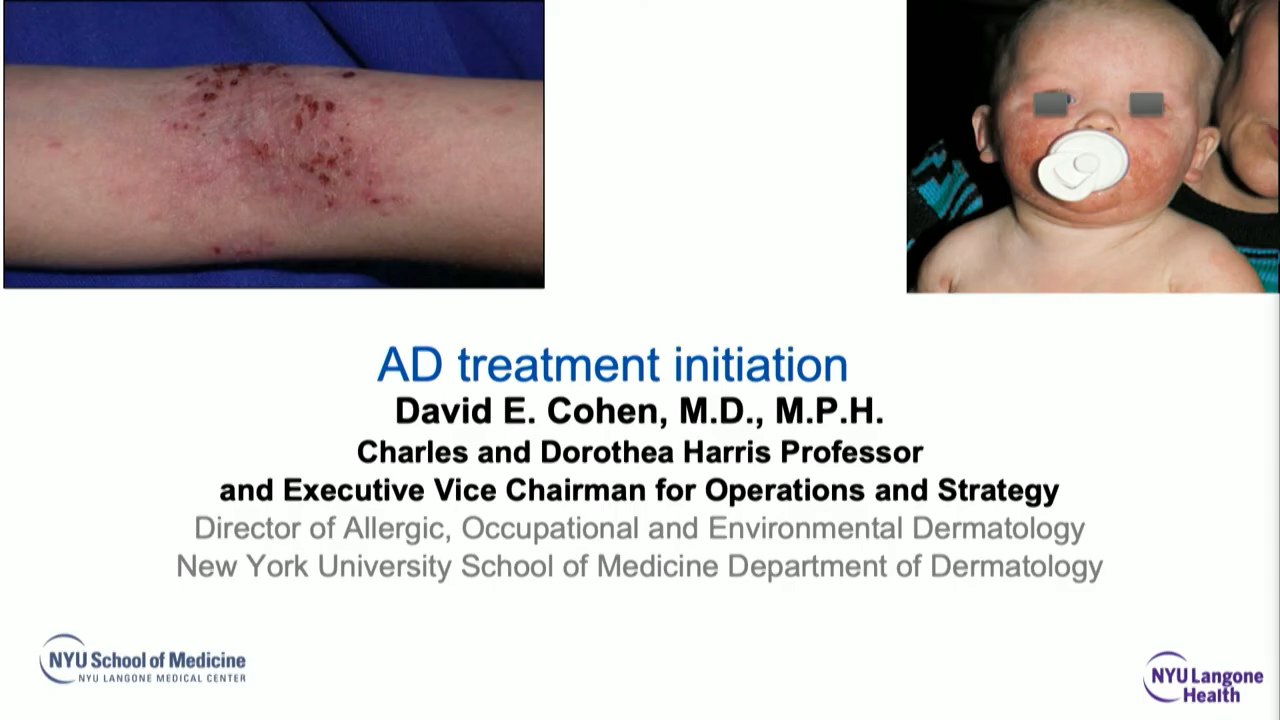 AD treatment initiation
David E. Cohen, M.D., M.P.H.
Charles and Dorothea Harris Professor
and Executive Vice Chairman for Operations and Strategy
Director of Allergic, Occupational and Environmental Dermatology
New York University School of Medicine Department of Dermatology
NYU School of Medicine
NYU LANGONE MEDICAL CENTER
NYU Langone
Health